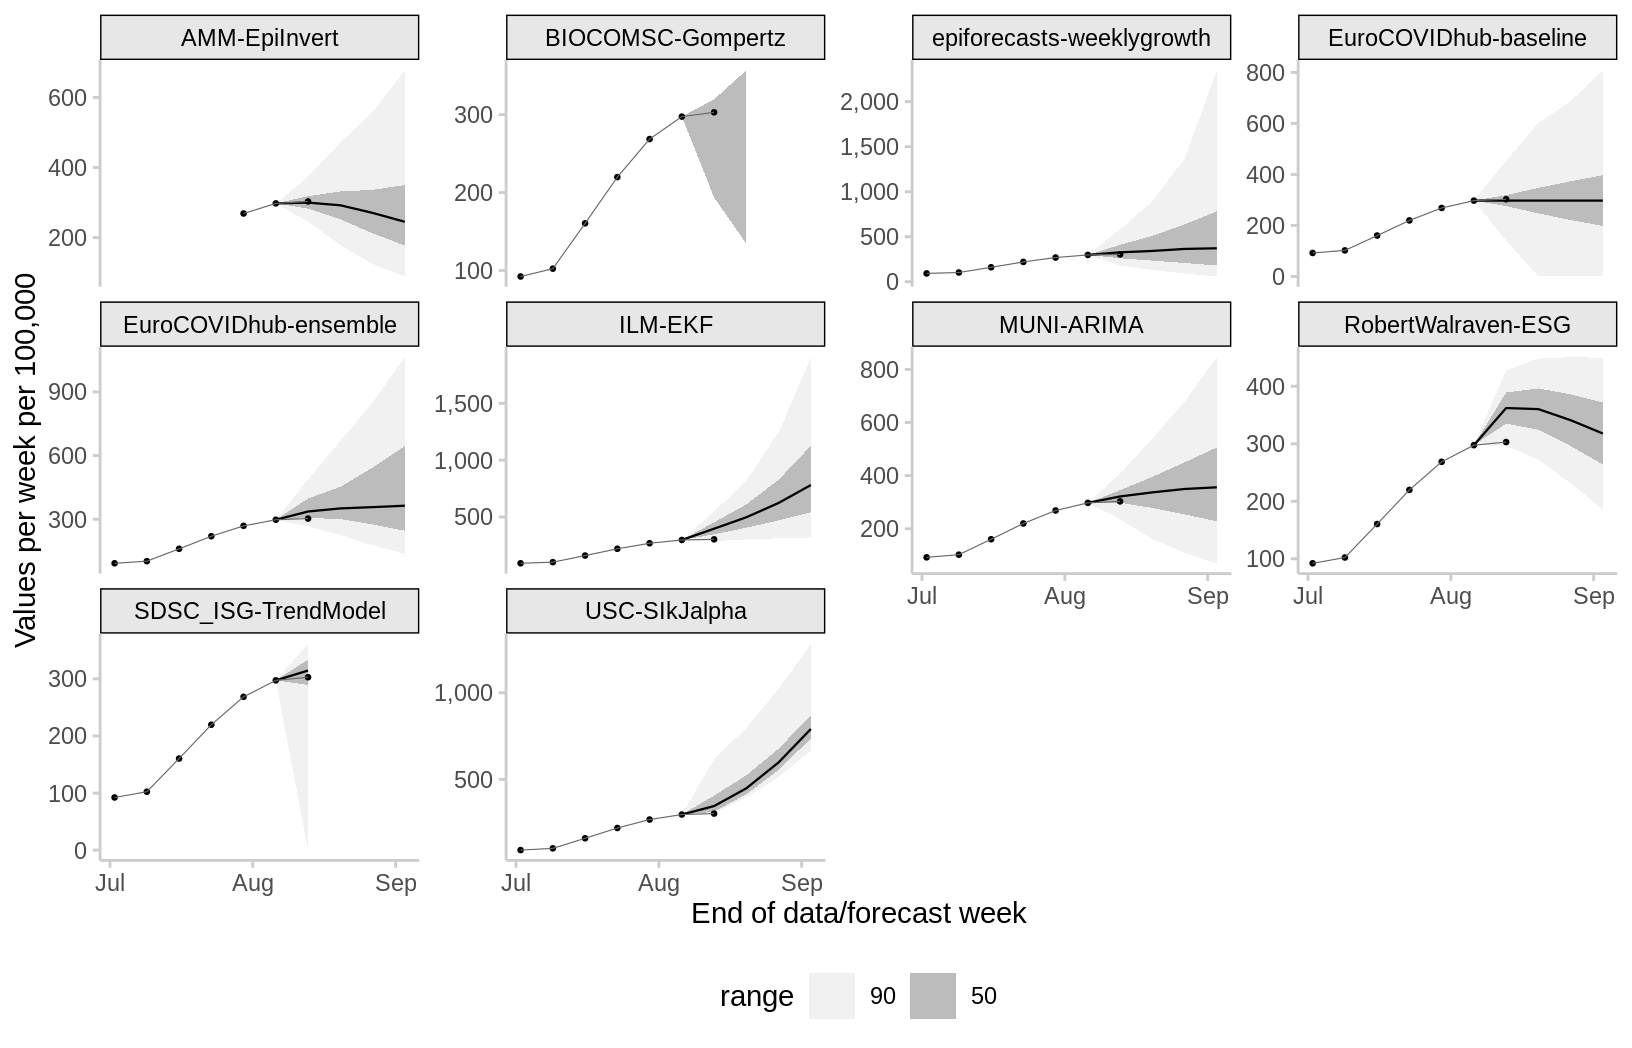 AMM-EpiInvert
BIOCOMSC-Gompertz
epiforecasts-weeklygrowth
EuroCOVIDhub-baseline
600
400
200
300
200
100
2,000
1,500
1,000
500
0
800
600
400
200
0
EuroCOVIDhub-ensemble
ILM-EKF
MUNI-ARIMA
RobertWalraven-ESG
900
600
300
1,500
1,000
500
800
600
400
200
400
300
200
100
Jul Aug Sep
Jul Aug Sep
SDSC_ISG-TrendModel
USC-SIkJalpha
300
200
100
0
1,000
500
Jul Aug Sep
Jul Aug Sep
Values per week per 100,000
End of data/forecast week
range 90 50